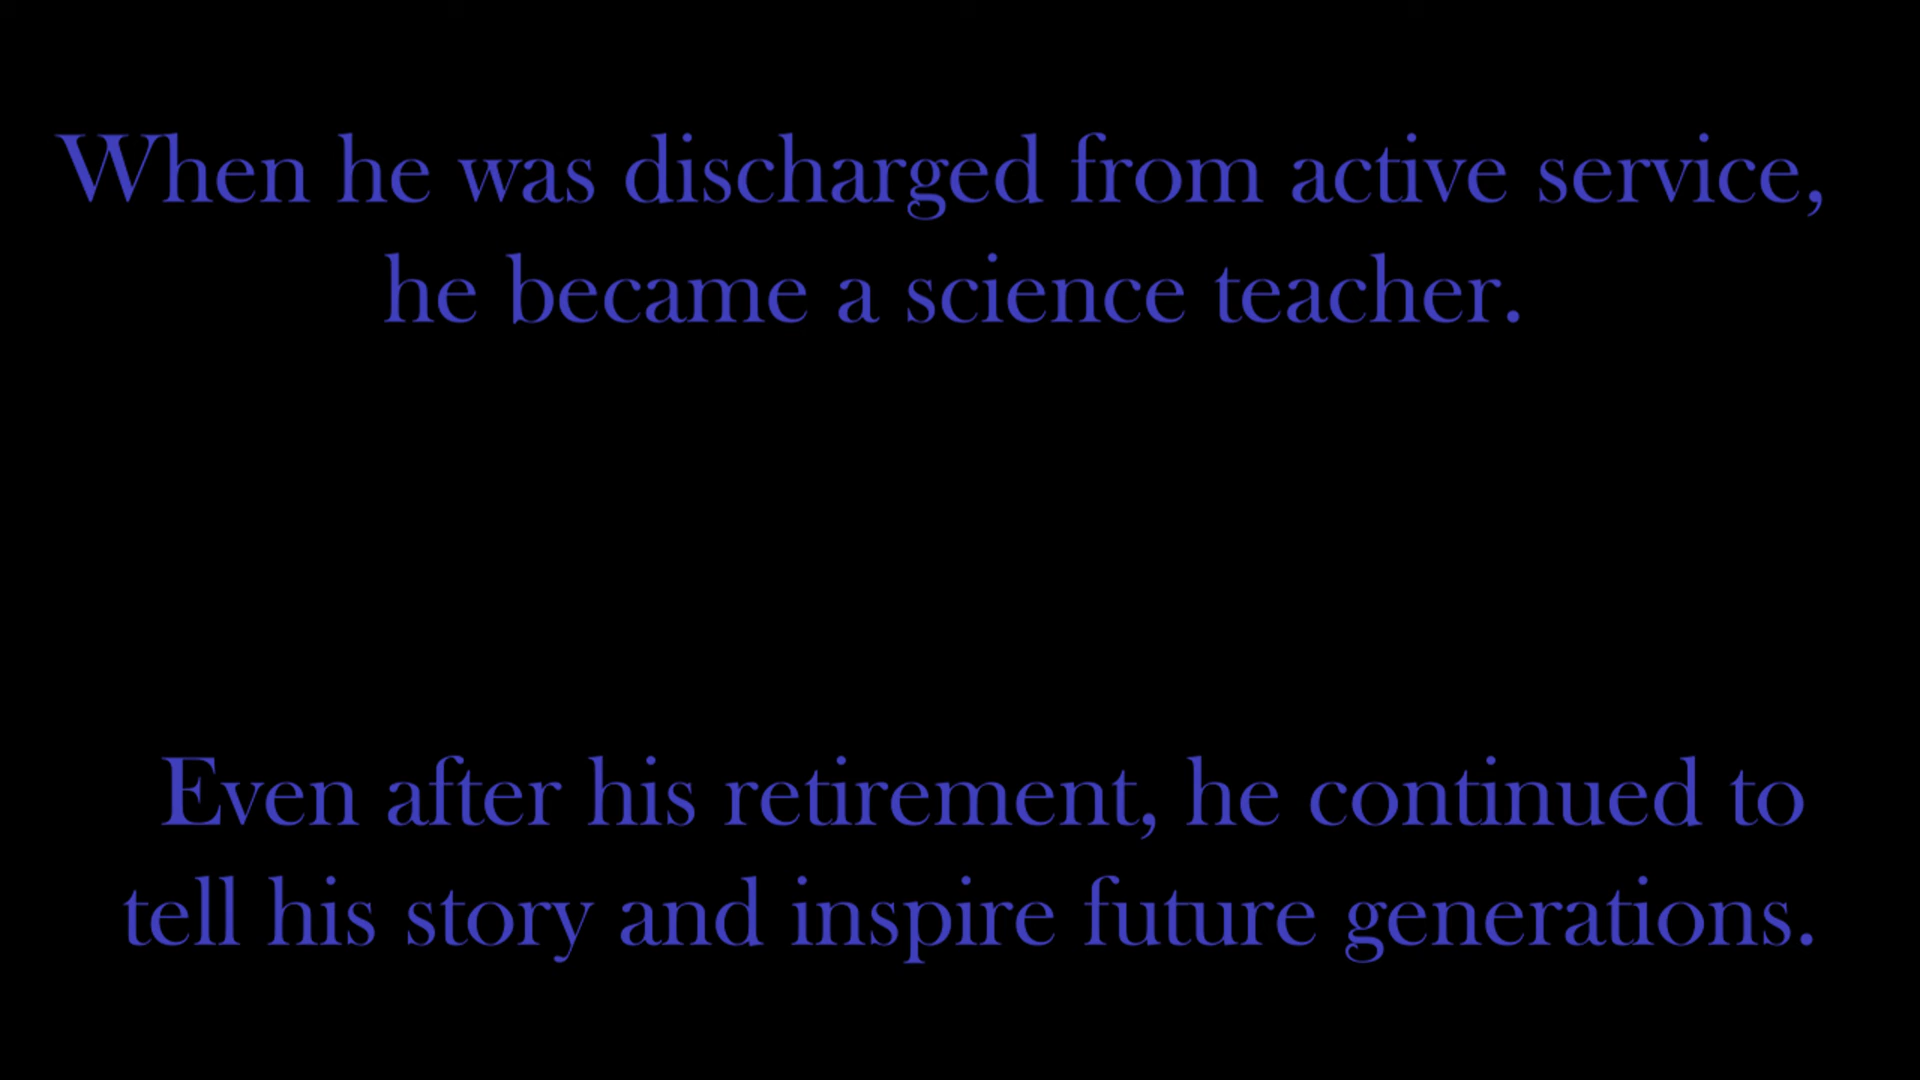 When he was discharged from active service,
he became a science teacher.
Even after his retirement, he continued to
tell his story and inspire future generations.